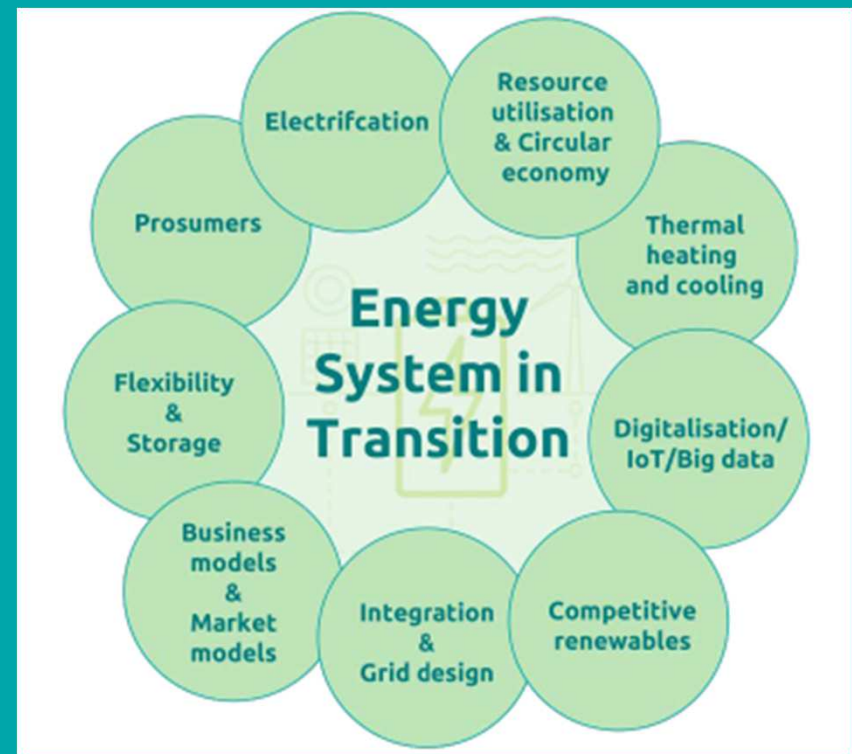 Energy
System in
Transition
Electrifcation
Resource
utilisation
& Circular
economy
Thermal
heating
and cooling
Digitalisation/
IoT/Big data
Competitive
renewables
Integration
&
Grid design
Business
models
&
Market
models
Flexibility
&
Storage
Prosumers